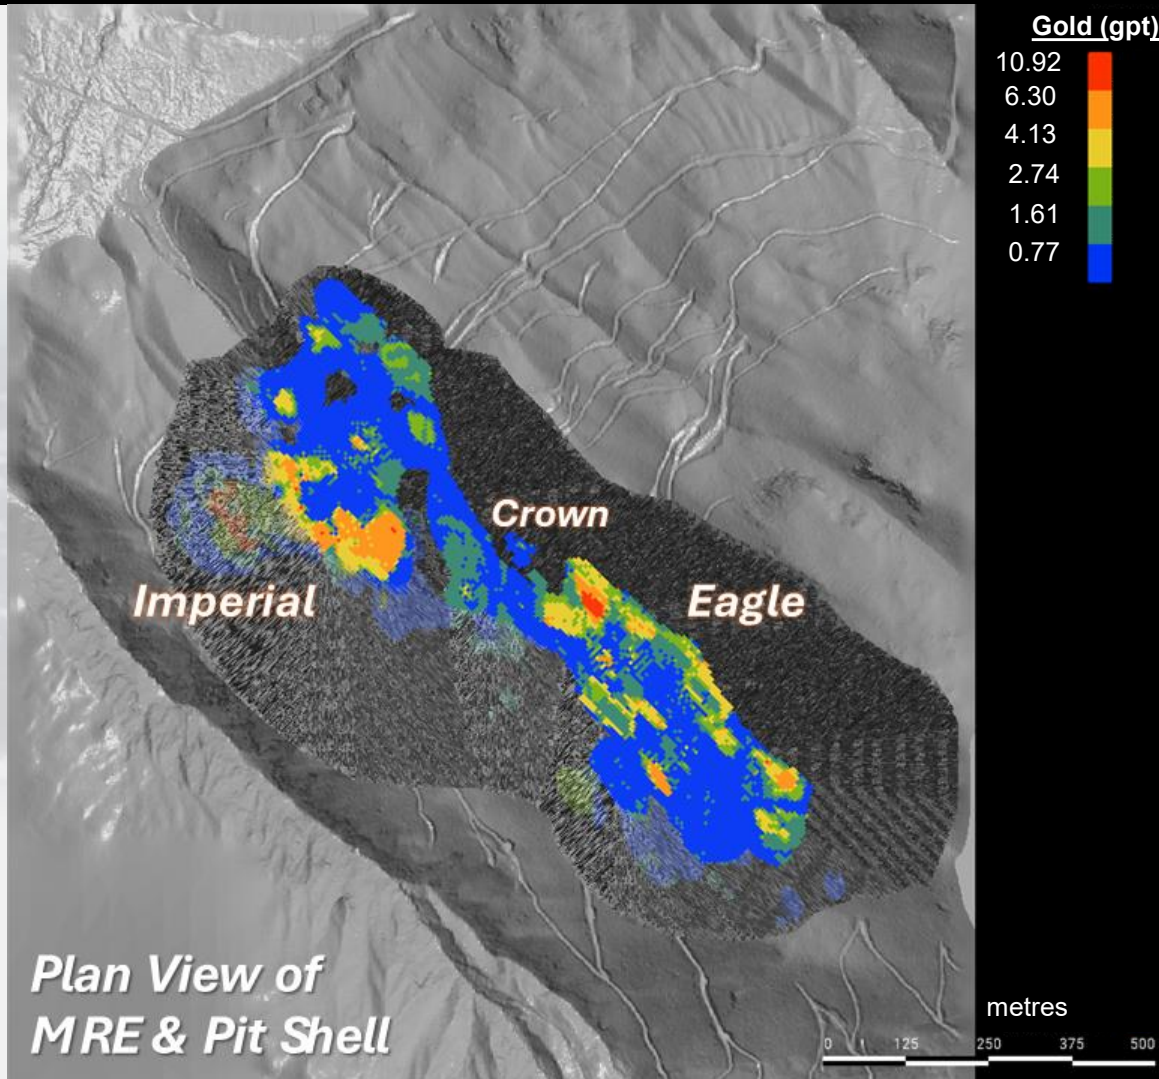 Gold (gpt)
10.92
6.30
4.13
2.74
1.61
0.77
Crown
Imperial
Eagle
Plan View of
MRE & Pit Shell
metres
0 125 250 375 500